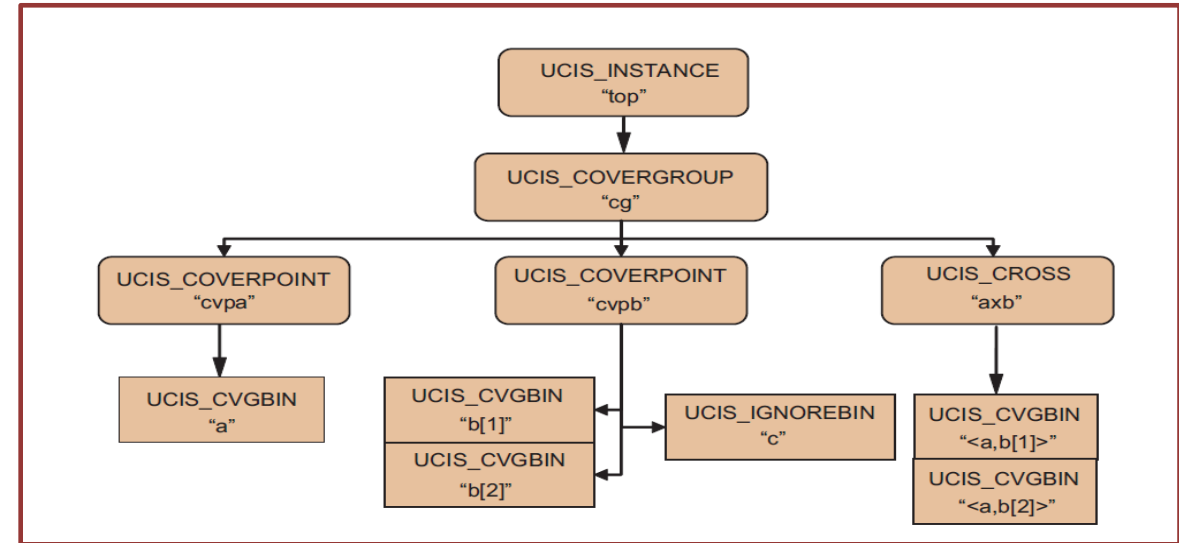 UCIS_INSTANCE
“top”
UCIS_COVERGROUP
“cg”
UCIS_COVERPOINT
“cvpa”
UCIS_COVERPOINT
“cvpb”
UCIS_CROSS
“axb”
UCIS_CVGBIN
“a”
UCIS_CVGBIN
“b[1]”
UCIS_CVGBIN
“b[2]”
UCIS_IGNOREBIN
“c”
UCIS_CVGBIN
“<a,b[1]>”
UCIS_CVGBIN
“<a,b[2]>”